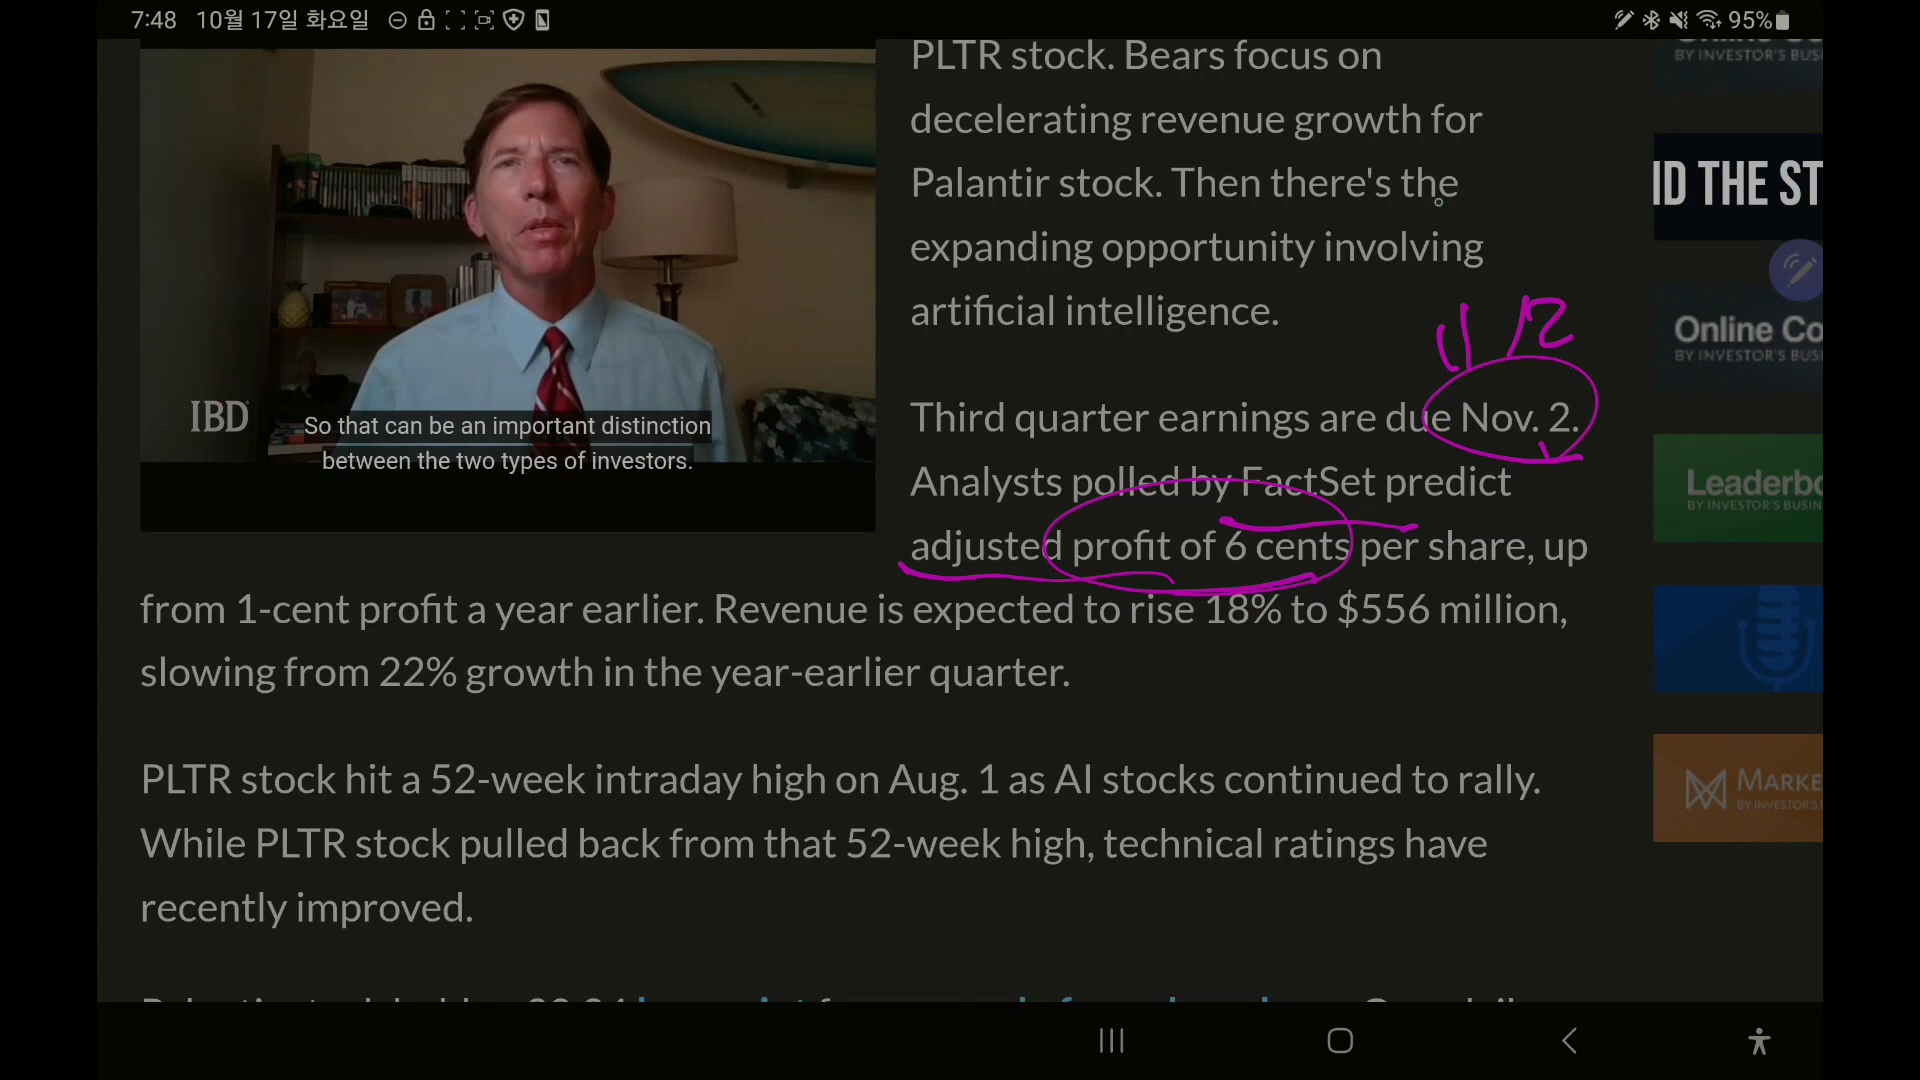 7:48 10월 17일 화요일
95%
PLTR stock. Bears focus on
decelerating revenue growth for
Palantir stock. Then there's the
expanding opportunity involving
artificial intelligence.
11/2
Third quarter earnings are due Nov. 2.
Analysts polled by FactSet predict
adjusted profit of 6 cents per share, up
from 1-cent profit a year earlier. Revenue is expected to rise 18% to $556 million,
slowing from 22% growth in the year-earlier quarter.
PLTR stock hit a 52-week intraday high on Aug. 1 as AI stocks continued to rally.
While PLTR stock pulled back from that 52-week high, technical ratings have
recently improved.
IBD
So that can be an important distinction
between the two types of investors.
BY INVESTOR'S BUSI
ID THE ST
Online Co
BY INVESTOR'S BUSI
Leaderbo
BY INVESTOR'S BUSIN
MARKE
BY INVESTOR'S